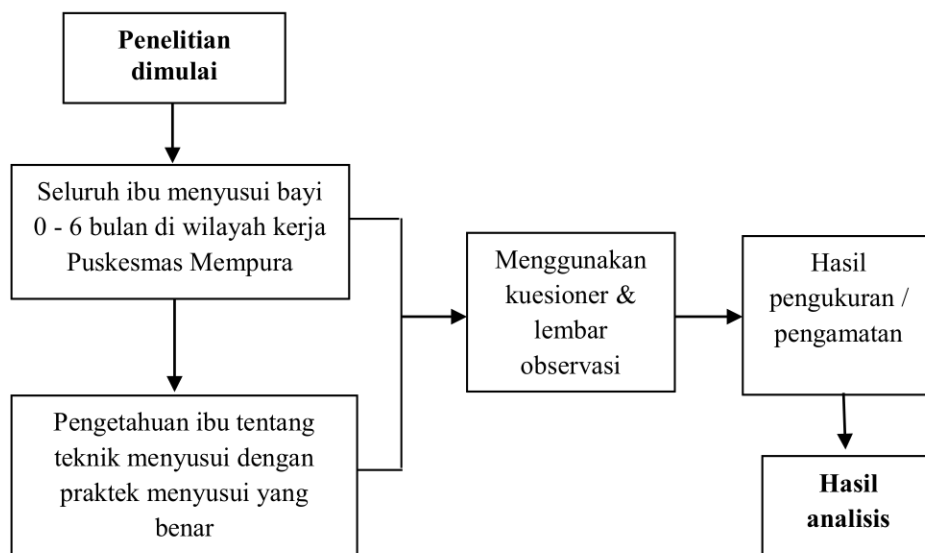 Penelitian
dimulai
Seluruh ibu menyusui bayi
0 - 6 bulan di wilayah kerja
Puskesmas Mempura
Pengetahuan ibu tentang
teknik menyusui dengan
praktek menyusui yang
benar
Menggunakan
kuesioner &
lembar
observasi
Hasil
pengukuran /
pengamatan
Hasil
analisis